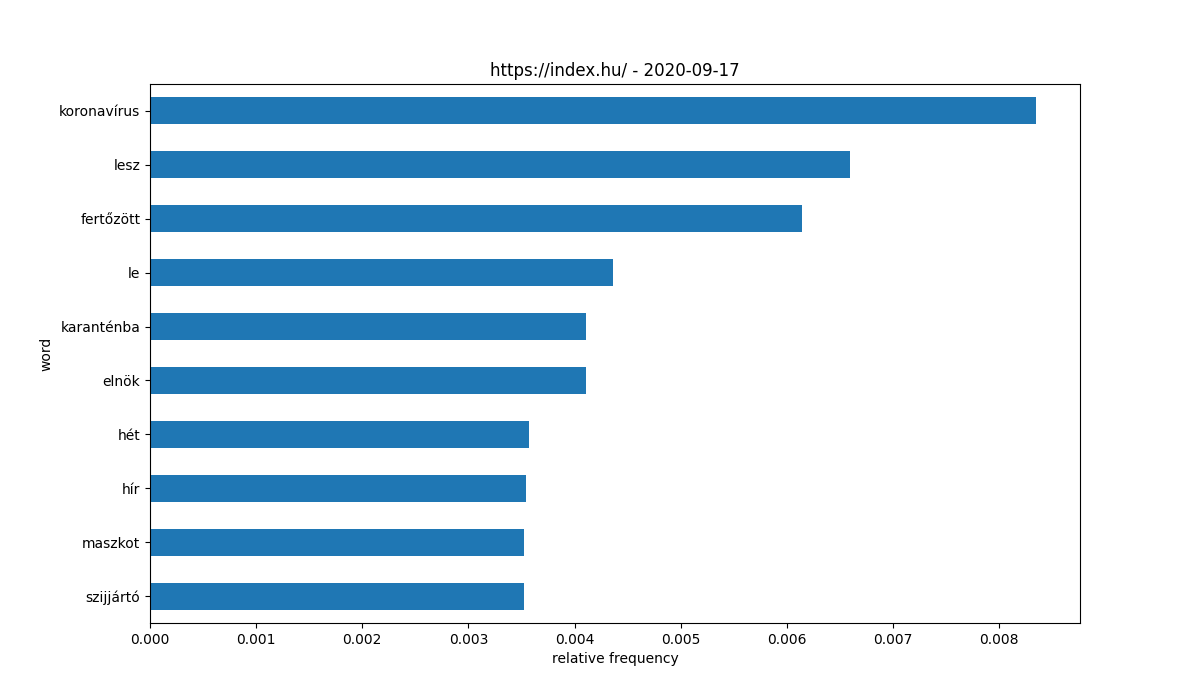 https://index.hu/ - 2020-09-17
koronavírus
lesz
fertőzött
le
karanténba
elnök
hét
hír
maszkot
szijjártó
word
0.000 0.001 0.002 0.003 0.004 0.005 0.006 0.007 0.008
relative frequency